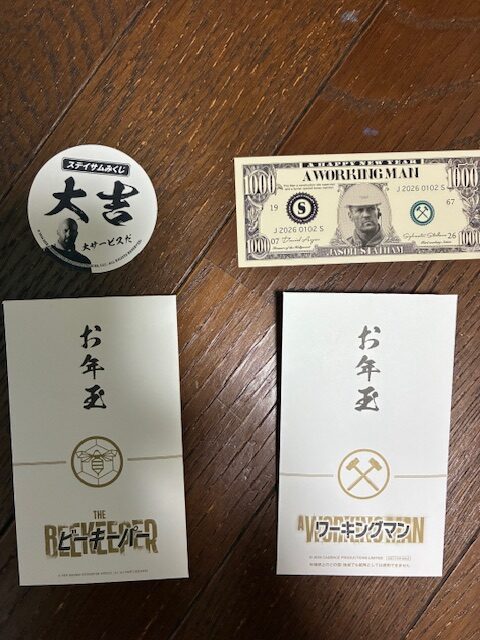 ステイサムみくじ
大吉
大サービスだ
A HAPPY NEW YEAR
A WORKING MAN
1000
1000
J 2026 0102 S
19
S
67
J 2026 0102 S
1000
1000
07
26
JASON STATHAM
お年玉
THE
BEEKEEPER
ビーキーパー
お年玉
A WORKING MAN
ワーキングマン